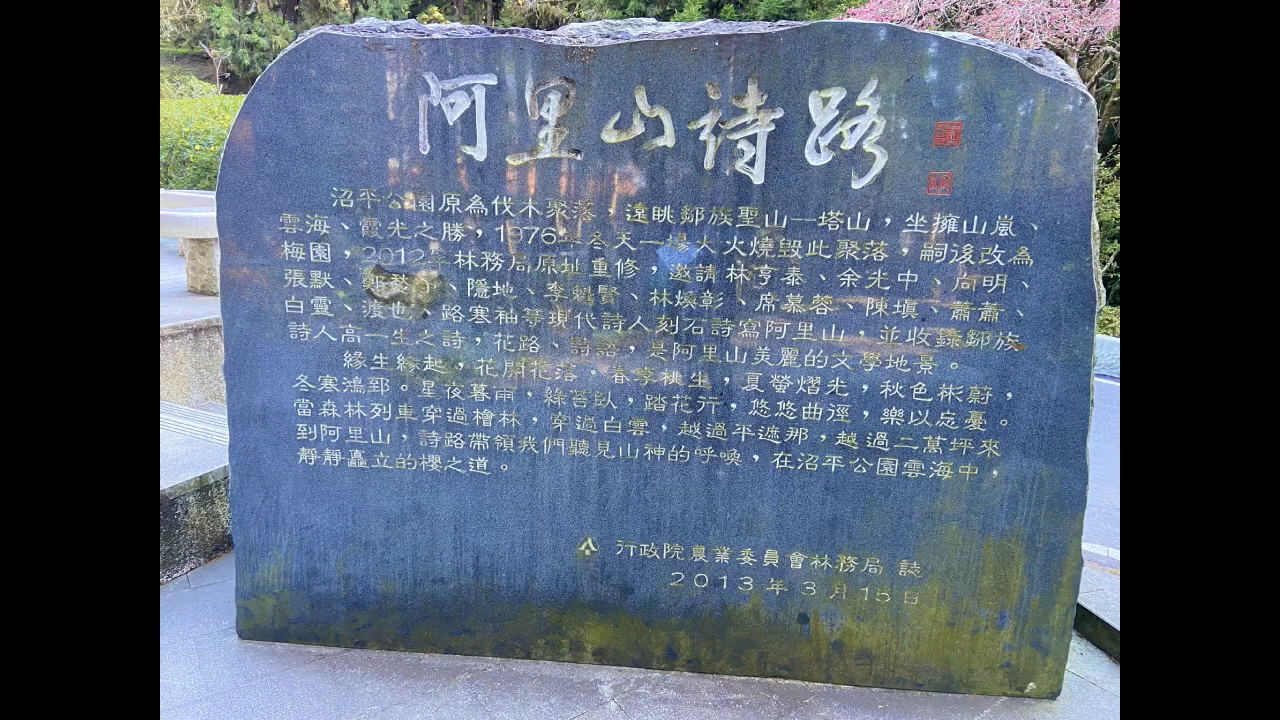 阿里山詩路
沼平公園原為伐木聚落，遠眺鄒族聖山──塔山，坐擁山嵐、
雲海、霞光之勝，1976年冬天一場大火燒毀此聚落，嗣後改為
梅園，2012年林務局原址重修，邀請林亨泰、余光中、向明、
張默、鄭愁予、隱地、李魁賢、林煥彰、席慕蓉、陳塡、蕭蕭、
白靈、渡也、路寒袖等現代詩人刻石詩寫阿里山，並收錄鄒族
詩人高一生之詩，花路、詩路，是阿里山美麗的文學地景。
緣生緣起，花開花落。春李桃生，夏螢熠光，秋色彬蔚，
冬寒鴻郅。星夜暮雨，綠苔臥，踏花行，悠悠曲徑，樂以忘憂。
當森林列車穿過檜林，穿過白雲，越過平遮那，越過二萬坪來
到阿里山，詩路帶領我們聽見山神的呼喚，在沼平公園雲海中，
靜靜矗立的櫻之道。
行政院農業委員會林務局 誌
2013年3月15日